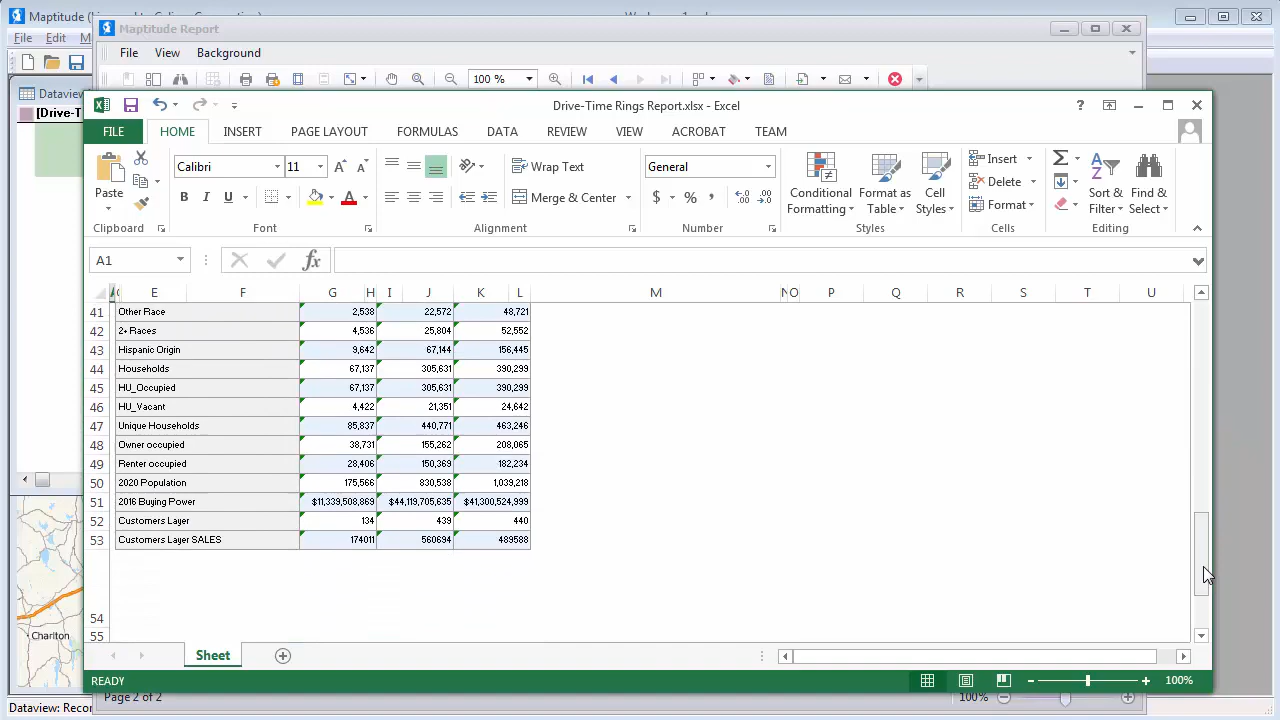 Maptitude Report
File Edit
File View Background
100 %
Dataview
[Drive-T
Drive-Time Rings Report.xlsx - Excel
FILE HOME INSERT PAGE LAYOUT FORMULAS DATA REVIEW VIEW ACROBAT TEAM
Paste
Calibri 11
B I U
Wrap Text
Merge & Center
General
$ % ,
Conditional Formatting
Format as Table
Cell Styles
Insert
Delete
Format
Sort & Filter
Find & Select
Clipboard Font Alignment Number Styles Cells Editing
A1
fx
E F G H I J K L M N O P Q R S T U
41 Other Race 2,538 22,572 48,721
42 2+ Races 4,536 25,804 52,552
43 Hispanic Origin 9,642 67,144 156,445
44 Households 67,137 305,631 390,299
45 HU_Occupied 67,137 305,631 390,299
46 HU_Vacant 4,422 21,351 24,642
47 Unique Households 85,837 440,771 463,246
48 Owner occupied 38,731 155,262 208,065
49 Renter occupied 28,406 150,369 182,234
50 2020 Population 175,566 830,538 1,039,218
51 2016 Buying Power $11,339,508,869 $44,119,705,635 $41,300,524,999
52 Customers Layer 134 439 440
53 Customers Layer SALES 174011 560694 489588
54
55
Charlton
Sheet
READY
100%
Page 2 of 2
100%
Dataview: Recor